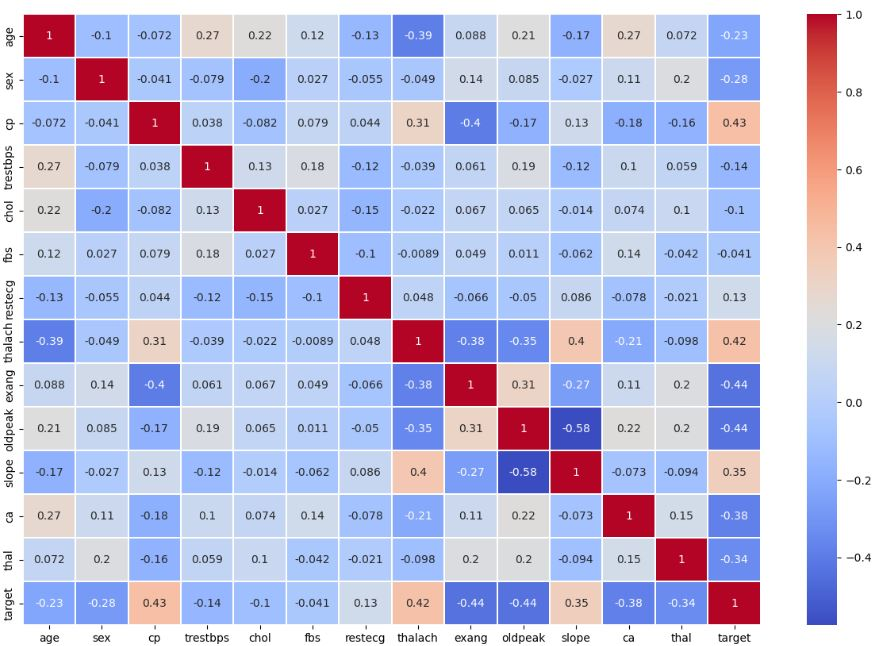 age 1 -0.1 -0.072 0.27 0.22 0.12 -0.13 -0.39 0.088 0.21 -0.17 0.27 0.072 -0.23
sex -0.1 1 -0.041 -0.079 -0.2 0.027 -0.055 -0.049 0.14 0.085 -0.027 0.11 0.2 -0.28
cp -0.072 -0.041 1 0.038 -0.082 0.079 0.044 0.31 -0.4 -0.17 0.13 -0.18 -0.16 0.43
trestbps 0.27 -0.079 0.038 1 0.13 0.18 -0.12 -0.039 0.061 0.19 -0.12 0.1 0.059 -0.14
chol 0.22 -0.2 -0.082 0.13 1 0.027 -0.15 -0.022 0.067 0.065 -0.014 0.074 0.1 -0.1
fbs 0.12 0.027 0.079 0.18 0.027 1 -0.1 -0.0089 0.049 0.011 -0.062 0.14 -0.042 -0.041
restecg -0.13 -0.055 0.044 -0.12 -0.15 -0.1 1 0.048 -0.066 -0.05 0.086 -0.078 -0.021 0.13
thalach -0.39 -0.049 0.31 -0.039 -0.022 -0.0089 0.048 1 -0.38 -0.35 0.4 -0.21 -0.098 0.42
exang 0.088 0.14 -0.4 0.061 0.067 0.049 -0.066 -0.38 1 0.31 -0.27 0.11 0.2 -0.44
oldpeak 0.21 0.085 -0.17 0.19 0.065 0.011 -0.05 -0.35 0.31 1 -0.58 0.22 0.2 -0.44
slope -0.17 -0.027 0.13 -0.12 -0.014 -0.062 0.086 0.4 -0.27 -0.58 1 -0.073 -0.094 0.35
ca 0.27 0.11 -0.18 0.1 0.074 0.14 -0.078 -0.21 0.11 0.22 -0.073 1 0.15 -0.38
thal 0.072 0.2 -0.16 0.059 0.1 -0.042 -0.021 -0.098 0.2 0.2 -0.094 0.15 1 -0.34
target -0.23 -0.28 0.43 -0.14 -0.1 -0.041 0.13 0.42 -0.44 -0.44 0.35 -0.38 -0.34 1
age sex cp trestbps chol fbs restecg thalach exang oldpeak slope ca thal target
1.0
0.8
0.6
0.4
0.2
0.0
−0.2
−0.4